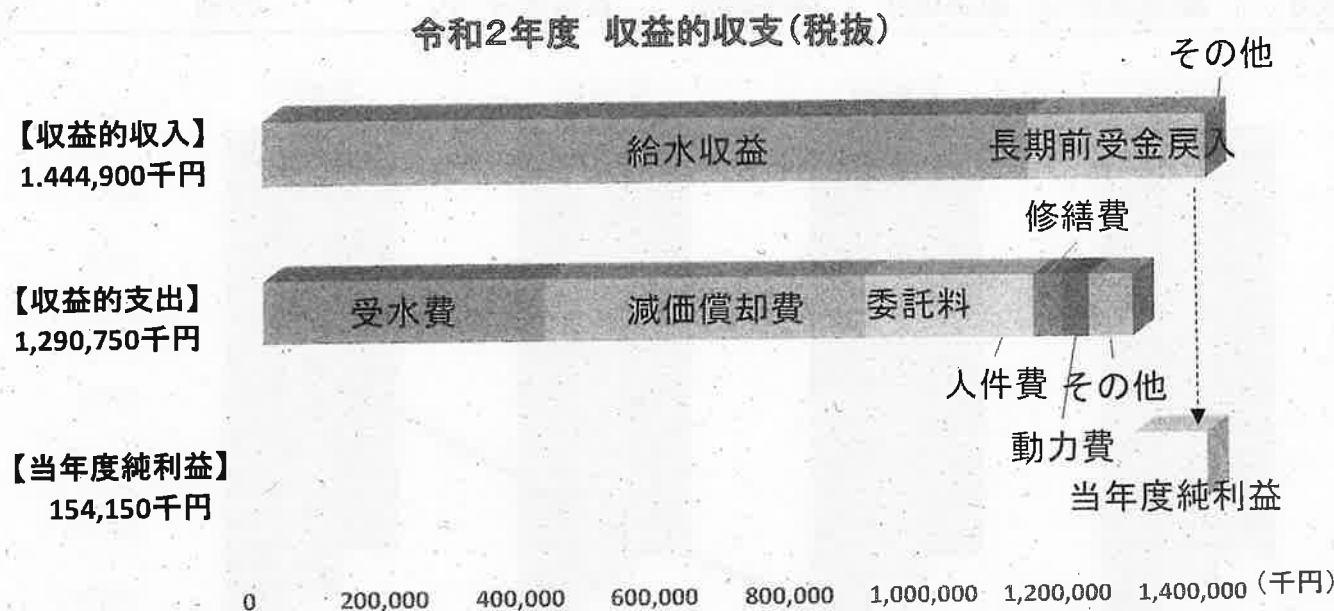 令和2年度 収益的収支(税抜)
その他
【収益的収入】
1.444,900千円
給水収益
長期前受金戻入
修繕費
【収益的支出】
1,290,750千円
受水費
減価償却費
委託料
人件費
その他
動力費
【当年度純利益】
154,150千円
当年度純利益
0
200,000
400,000
600,000
800,000
1,000,000
1,200,000
1,400,000
(千円)